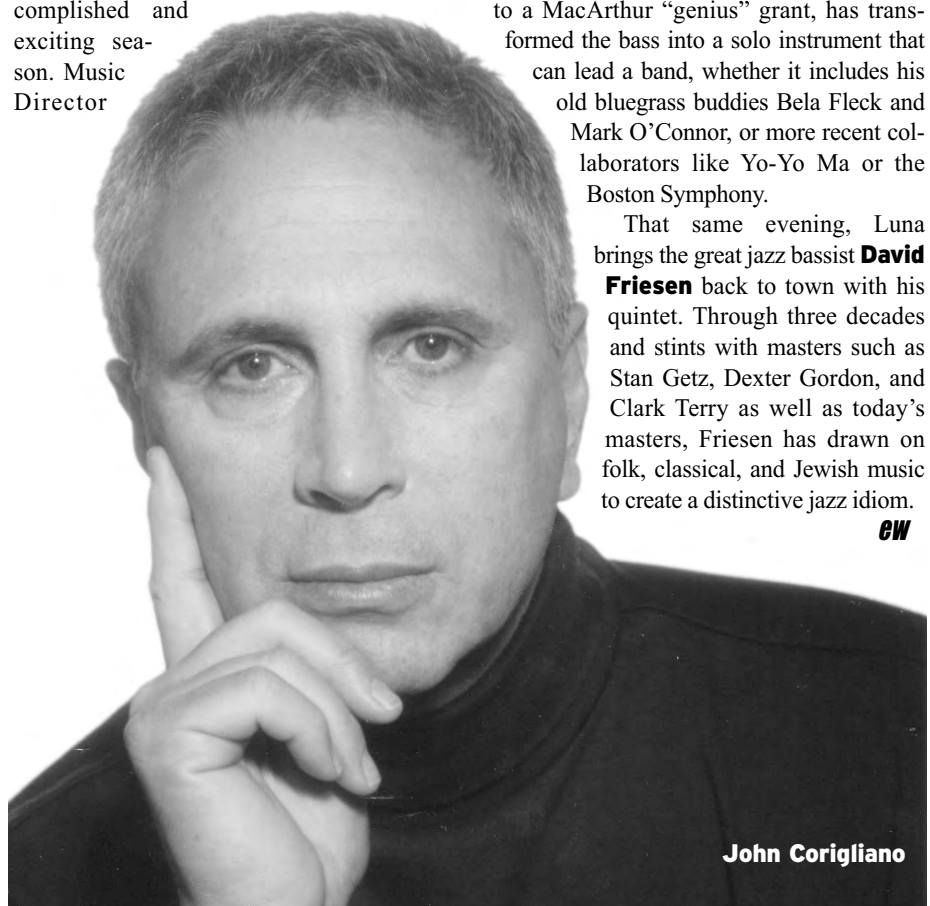 complished and
exciting sea-
son. Music
Director
to a MacArthur “genius” grant, has trans-
formed the bass into a solo instrument that
can lead a band, whether it includes his
old bluegrass buddies Bela Fleck and
Mark O’Connor, or more recent col-
laborators like Yo-Yo Ma or the
Boston Symphony.
That same evening, Luna
brings the great jazz bassist David
Friesen back to town with his
quintet. Through three decades
and stints with masters such as
Stan Getz, Dexter Gordon, and
Clark Terry as well as today’s
masters, Friesen has drawn on
folk, classical, and Jewish music
to create a distinctive jazz idiom.
ew
John Corigliano